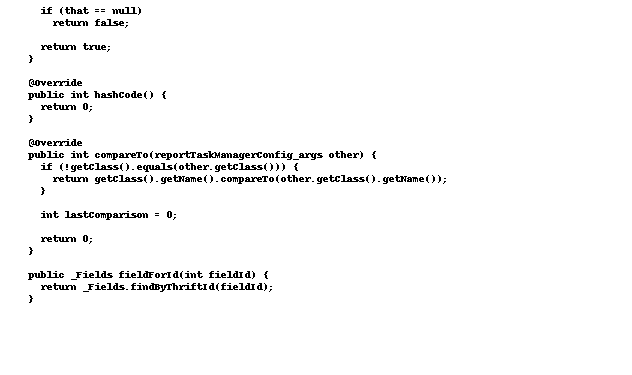 if (that == null)
return false;
return true;
}
@Override
public int hashCode() {
return 0;
}
@Override
public int compareTo(reportTaskManagerConfig_args other) {
if (!getClass().equals(other.getClass())) {
return getClass().getName().compareTo(other.getClass().getName());
}
int lastComparison = 0;
return 0;
}
public _Fields fieldForId(int fieldId) {
return _Fields.findByThriftId(fieldId);
}